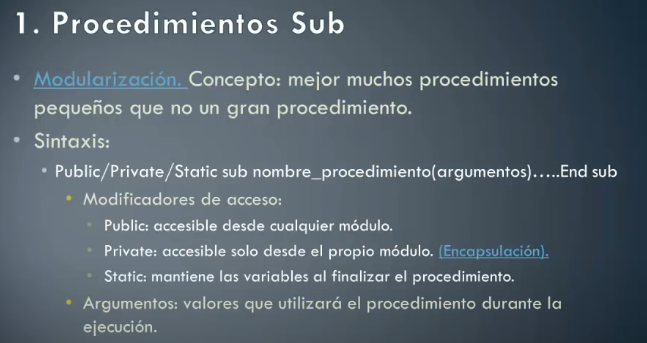 1. Procedimientos Sub
• Modularización. Concepto: mejor muchos procedimientos
pequeños que no un gran procedimiento.
• Sintaxis:
• Public/Private/Static sub nombre_procedimiento(argumentos).....End sub
• Modificadores de acceso:
• Public: accesible desde cualquier módulo.
• Private: accesible solo desde el propio módulo. (Encapsulación).
• Static: mantiene las variables al finalizar el procedimiento.
• Argumentos: valores que utilizará el procedimiento durante la
ejecución.